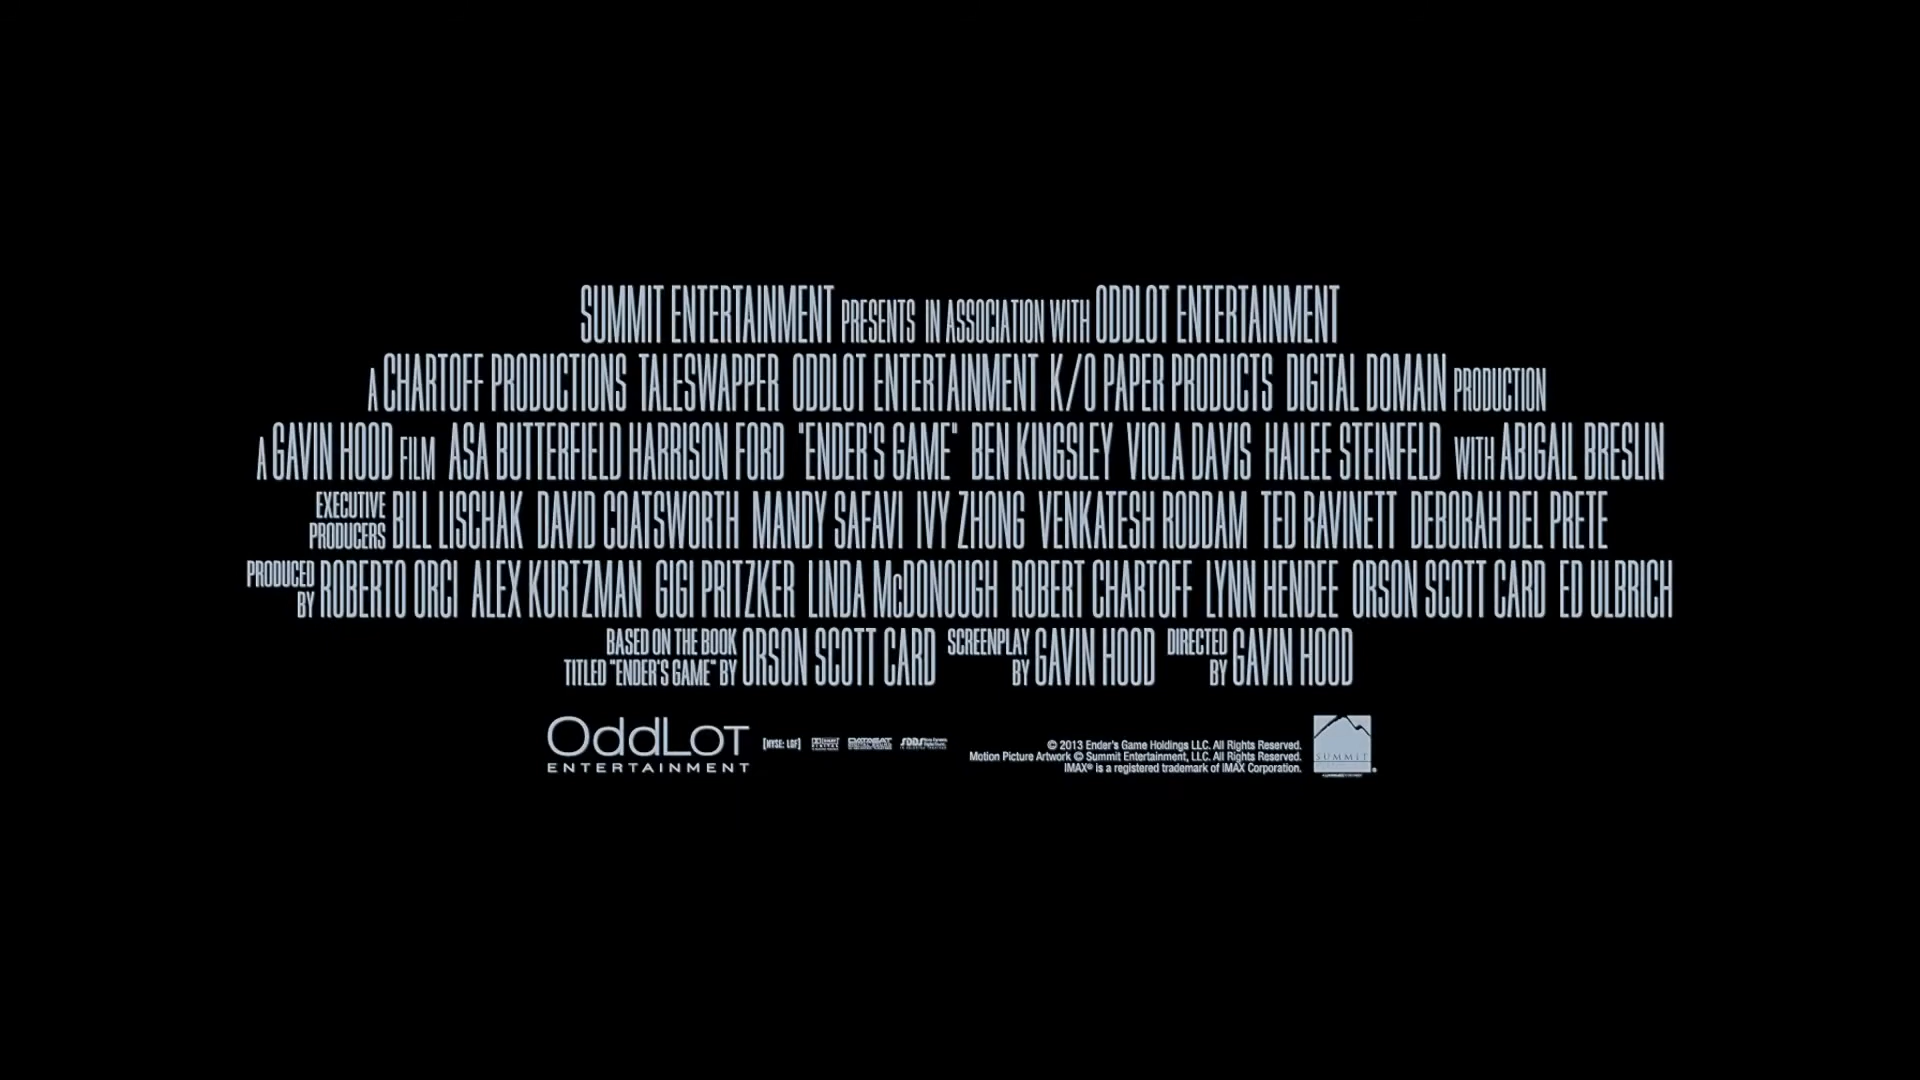 SUMMIT ENTERTAINMENT PRESENTS IN ASSOCIATION WITH ODDLOT ENTERTAINMENT
A CHARTOFF PRODUCTIONS TALESWAPPER ODDLOT ENTERTAINMENT K/O PAPER PRODUCTS DIGITAL DOMAIN PRODUCTION
A GAVIN HOOD FILM ASA BUTTERFIELD HARRISON FORD "ENDER'S GAME" BEN KINGSLEY VIOLA DAVIS HAILEE STEINFELD WITH ABIGAIL BRESLIN
EXECUTIVE PRODUCERS BILL LISCHAK DAVID COATSWORTH MANDY SAFAVI IVY ZHONG VENKATESH RODDAM TED RAVINETT DEBORAH DEL PRETE
PRODUCED BY ROBERTO ORCI ALEX KURTZMAN GIGI PRITZKER LINDA McDONOUGH ROBERT CHARTOFF LYNN HENDEE ORSON SCOTT CARD ED ULBRICH
BASED ON THE BOOK TITLED "ENDER'S GAME" BY ORSON SCOTT CARD SCREENPLAY BY GAVIN HOOD DIRECTED BY GAVIN HOOD
OddLot
ENTERTAINMENT
[NYSE: LGF]
DATASAT
SDDS
© 2013 Ender's Game Holdings LLC. All Rights Reserved.
Motion Picture Artwork © Summit Entertainment, LLC. All Rights Reserved.
IMAX® is a registered trademark of IMAX Corporation.
SUMMIT